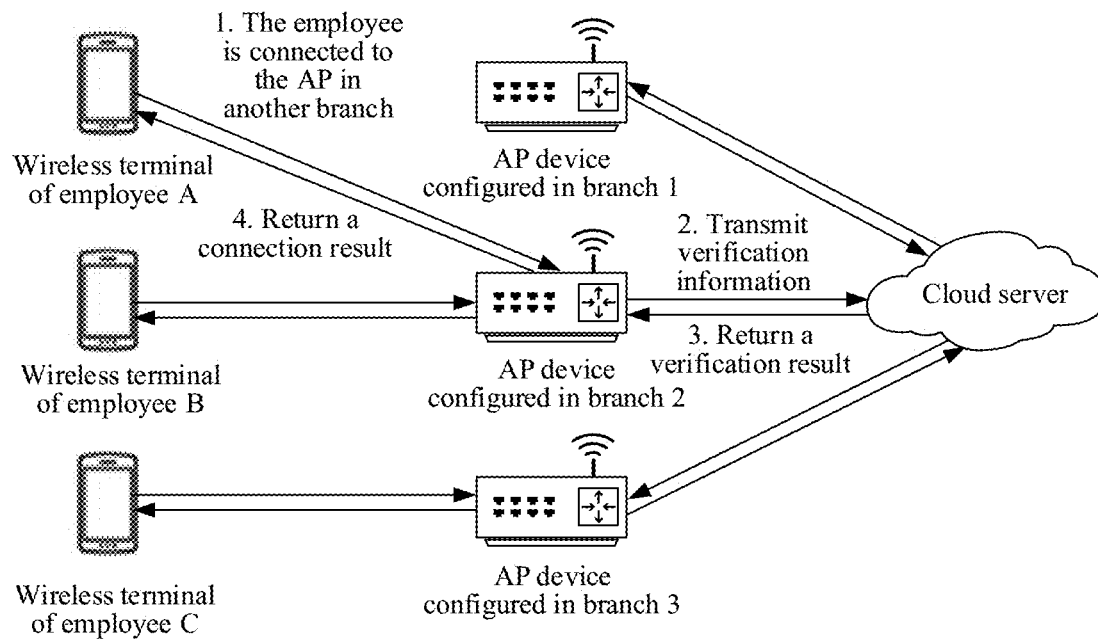 1. The employee
is connected to
the AP in
another branch
Wireless terminal
of employee A
AP device
configured in branch 1
4. Return a
connection result
2. Transmit
verification
information
Cloud server
3. Return a
verification result
Wireless terminal
of employee B
AP device
configured in branch 2
Wireless terminal
of employee C
AP device
configured in branch 3